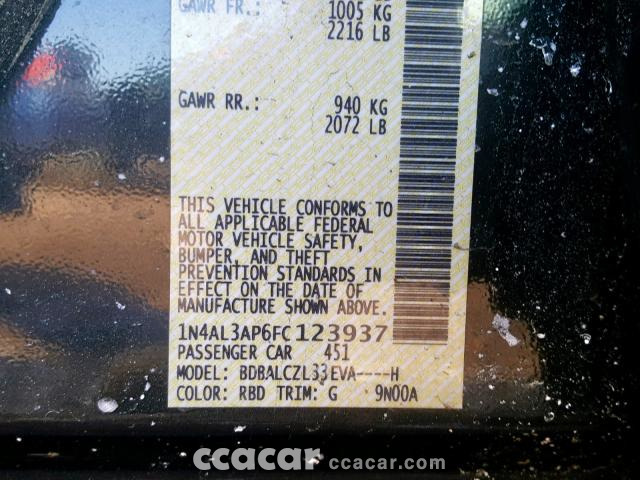 GAWR FR.: 1005 KG
2216 LB
GAWR RR.: 940 KG
2072 LB
THIS VEHICLE CONFORMS TO
ALL APPLICABLE FEDERAL
MOTOR VEHICLE SAFETY,
BUMPER, AND THEFT
PREVENTION STANDARDS IN
EFFECT ON THE DATE OF
MANUFACTURE SHOWN ABOVE.
1N4AL3AP6FC123937
PASSENGER CAR 451
MODEL: BDBALCZL33EVA----H
COLOR: RBD TRIM: G 9N00A
ccacar ccacar.com